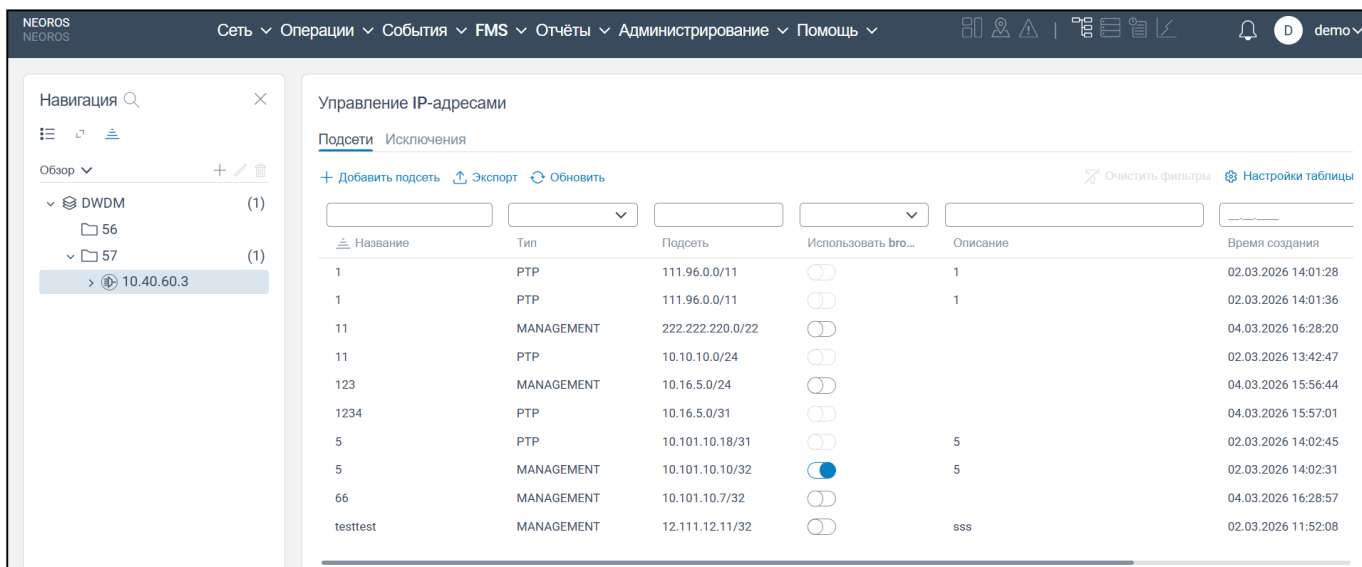 NEOROS
NEOROS
Сеть Операции События FMS Отчёты Администрирование Помощь
D demo
Навигация
Обзор
DWDM (1)
56
57 (1)
10.40.60.3
Управление IP-адресами
Подсети Исключения
Добавить подсеть Экспорт Обновить Очистить фильтры Настройки таблицы
__.__.____
Название Тип Подсеть Использовать bro... Описание Время создания
1 PTP 111.96.0.0/11 1 02.03.2026 14:01:28
1 PTP 111.96.0.0/11 1 02.03.2026 14:01:36
11 MANAGEMENT 222.222.220.0/22 04.03.2026 16:28:20
11 PTP 10.10.10.0/24 02.03.2026 13:42:47
123 MANAGEMENT 10.16.5.0/24 04.03.2026 15:56:44
1234 PTP 10.16.5.0/31 04.03.2026 15:57:01
5 PTP 10.101.10.18/31 5 02.03.2026 14:02:45
5 MANAGEMENT 10.101.10.10/32 5 02.03.2026 14:02:31
66 MANAGEMENT 10.101.10.7/32 04.03.2026 16:28:57
testtest MANAGEMENT 12.111.12.11/32 sss 02.03.2026 11:52:08